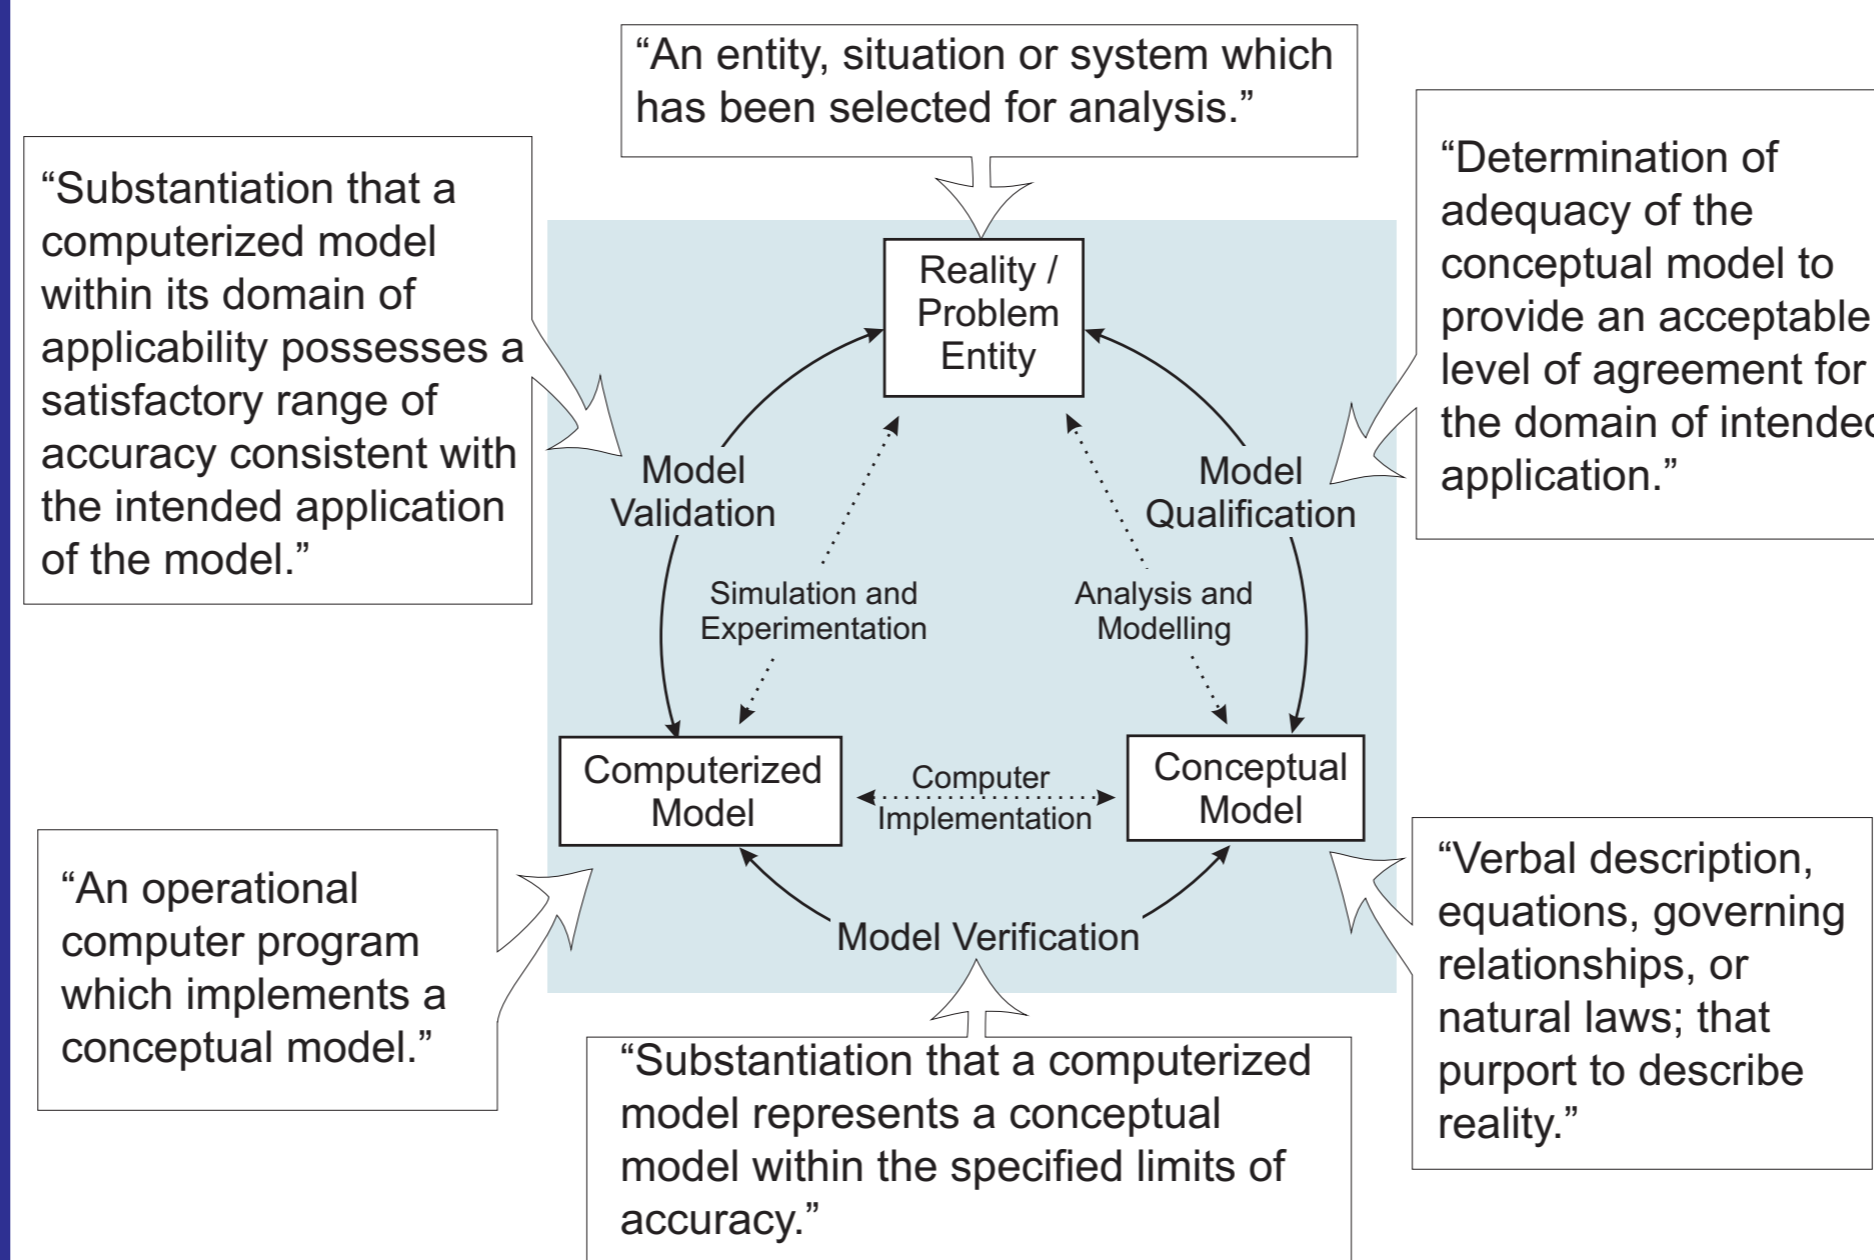 “An entity, situation or system which
has been selected for analysis.”
“Substantiation that a
computerized model
within its domain of
applicability possesses a
satisfactory range of
accuracy consistent with
the intended application
of the model.”
“Determination of
adequacy of the
conceptual model to
provide an acceptable
level of agreement for
the domain of intended
application.”
Reality /
Problem
Entity
Model
Validation
Model
Qualification
Simulation and
Experimentation
Analysis and
Modelling
Computerized
Model
Computer
Implementation
Conceptual
Model
Model Verification
“An operational
computer program
which implements a
conceptual model.”
“Verbal description,
equations, governing
relationships, or
natural laws; that
purport to describe
reality.”
“Substantiation that a computerized
model represents a conceptual
model within the specified limits of
accuracy.”